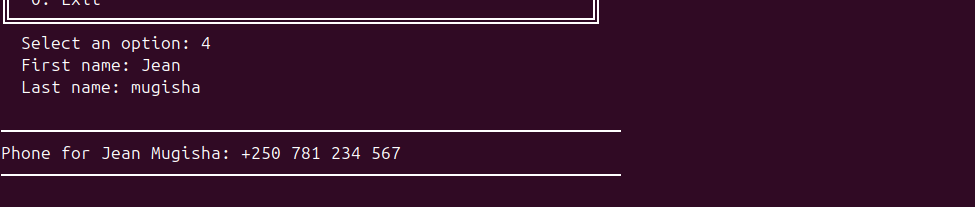 0. Exit
Select an option: 4
First name: Jean
Last name: mugisha
Phone for Jean Mugisha: +250 781 234 567